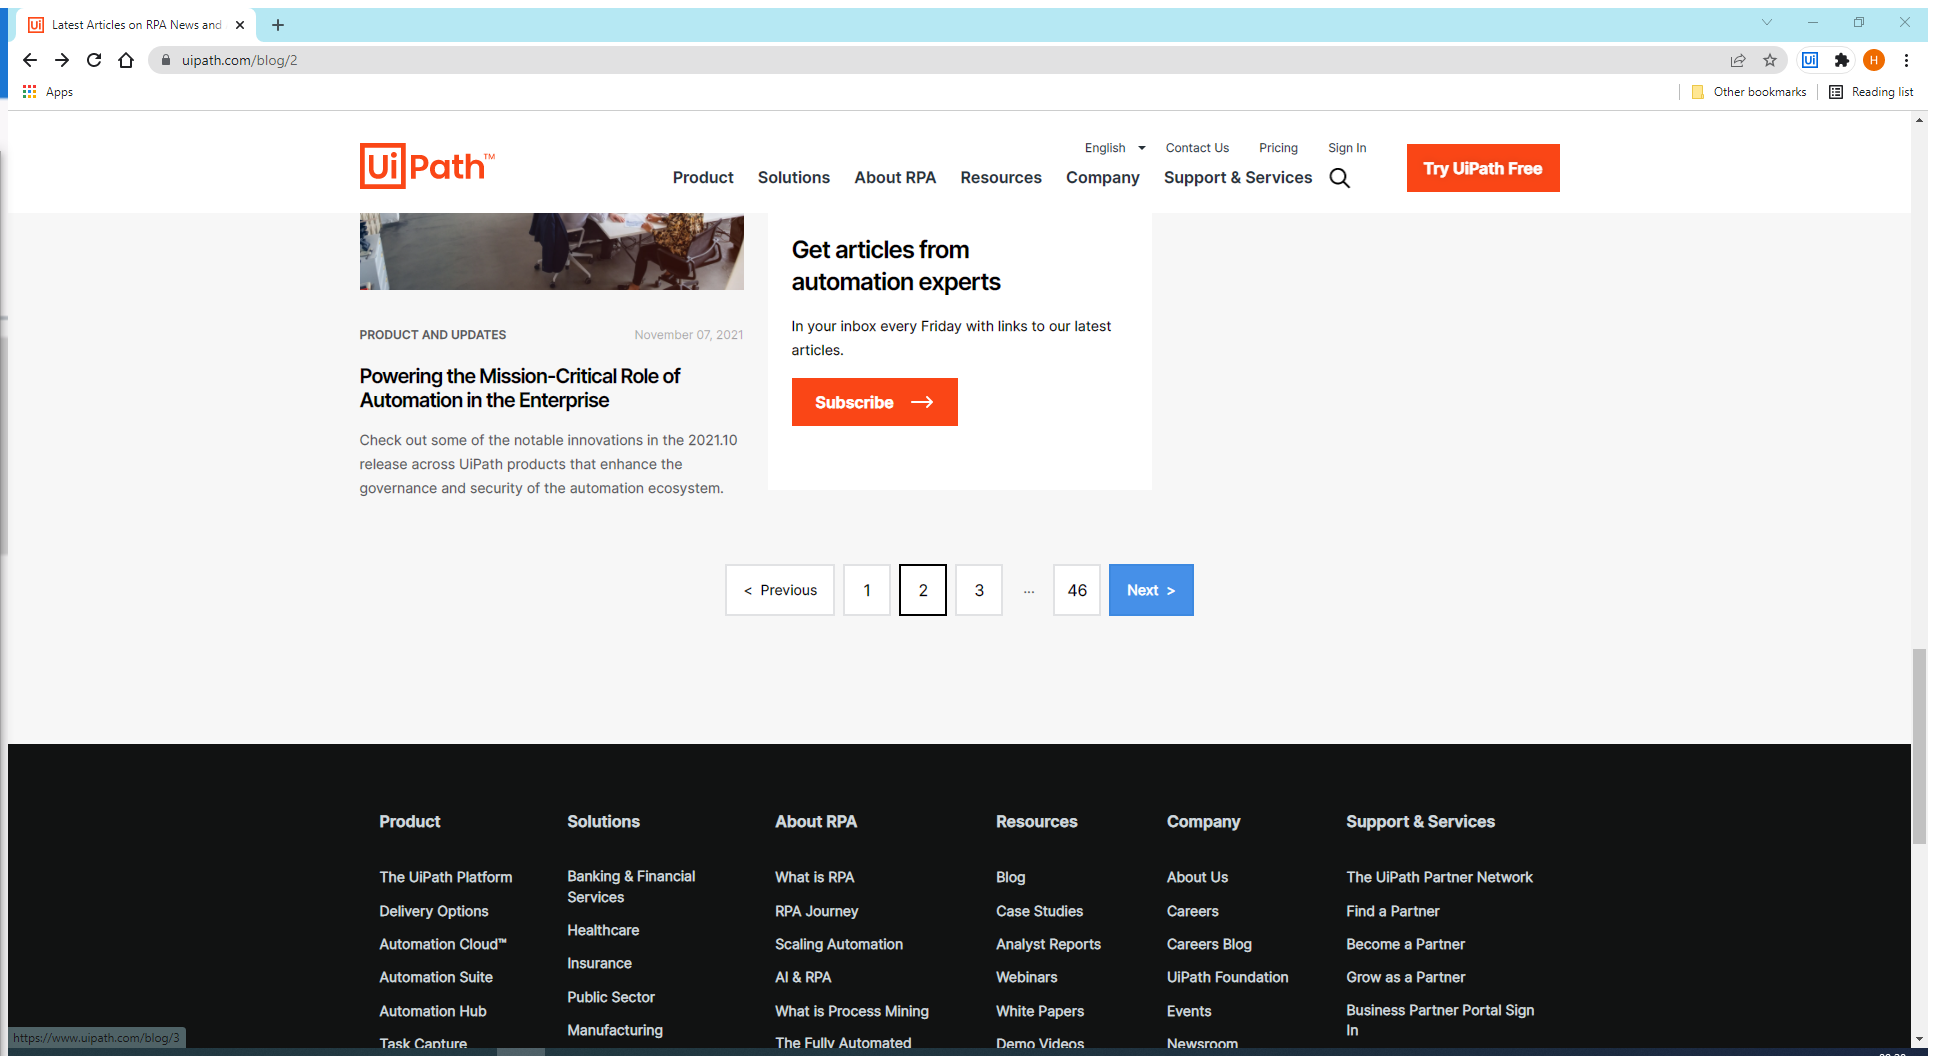 Latest Articles on RPA News and
uipath.com/blog/2
H
Apps
Other bookmarks
Reading list
UiPath™
English
Contact Us
Pricing
Sign In
Product
Solutions
About RPA
Resources
Company
Support & Services
Try UiPath Free
PRODUCT AND UPDATES
November 07, 2021
Powering the Mission-Critical Role of
Automation in the Enterprise
Check out some of the notable innovations in the 2021.10
release across UiPath products that enhance the
governance and security of the automation ecosystem.
Get articles from
automation experts
In your inbox every Friday with links to our latest
articles.
Subscribe
< Previous
1
2
3
...
46
Next >
Product
The UiPath Platform
Delivery Options
Automation Cloud™
Automation Suite
Automation Hub
Task Capture
Solutions
Banking & Financial
Services
Healthcare
Insurance
Public Sector
Manufacturing
About RPA
What is RPA
RPA Journey
Scaling Automation
AI & RPA
What is Process Mining
The Fully Automated
Resources
Blog
Case Studies
Analyst Reports
Webinars
White Papers
Demo Videos
Company
About Us
Careers
Careers Blog
UiPath Foundation
Events
Newsroom
Support & Services
The UiPath Partner Network
Find a Partner
Become a Partner
Grow as a Partner
Business Partner Portal Sign
In
https://www.uipath.com/blog/3